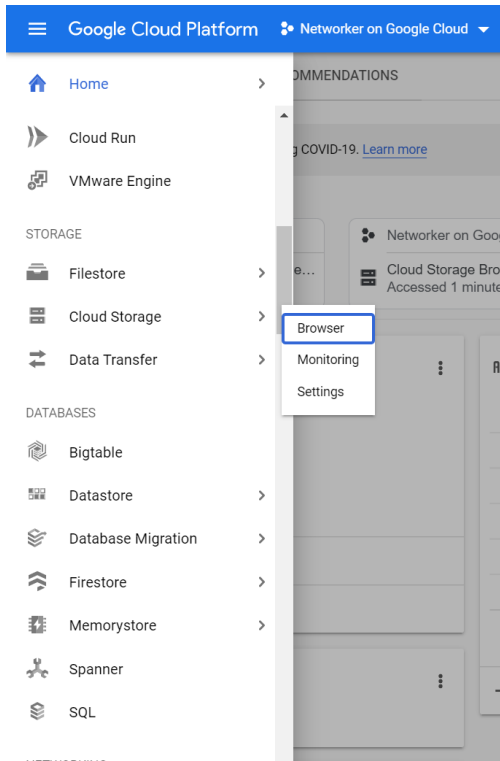 Google Cloud Platform
Networker on Google Cloud
Home
OMMENDATIONS
Cloud Run
g COVID-19. Learn more
VMware Engine
STORAGE
Networker on Goo
Filestore
e...
Cloud Storage Bro
Accessed 1 minute
Cloud Storage
Browser
Data Transfer
Monitoring
Settings
DATABASES
Bigtable
Datastore
Database Migration
Firestore
Memorystore
Spanner
SQL
NETWORKING